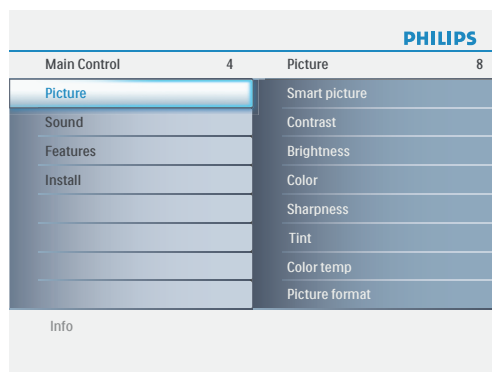 PHILIPS
Main Control 4 Picture 8
Picture Smart picture
Sound Contrast
Features Brightness
Install Color
Sharpness
Tint
Color temp
Picture format
Info